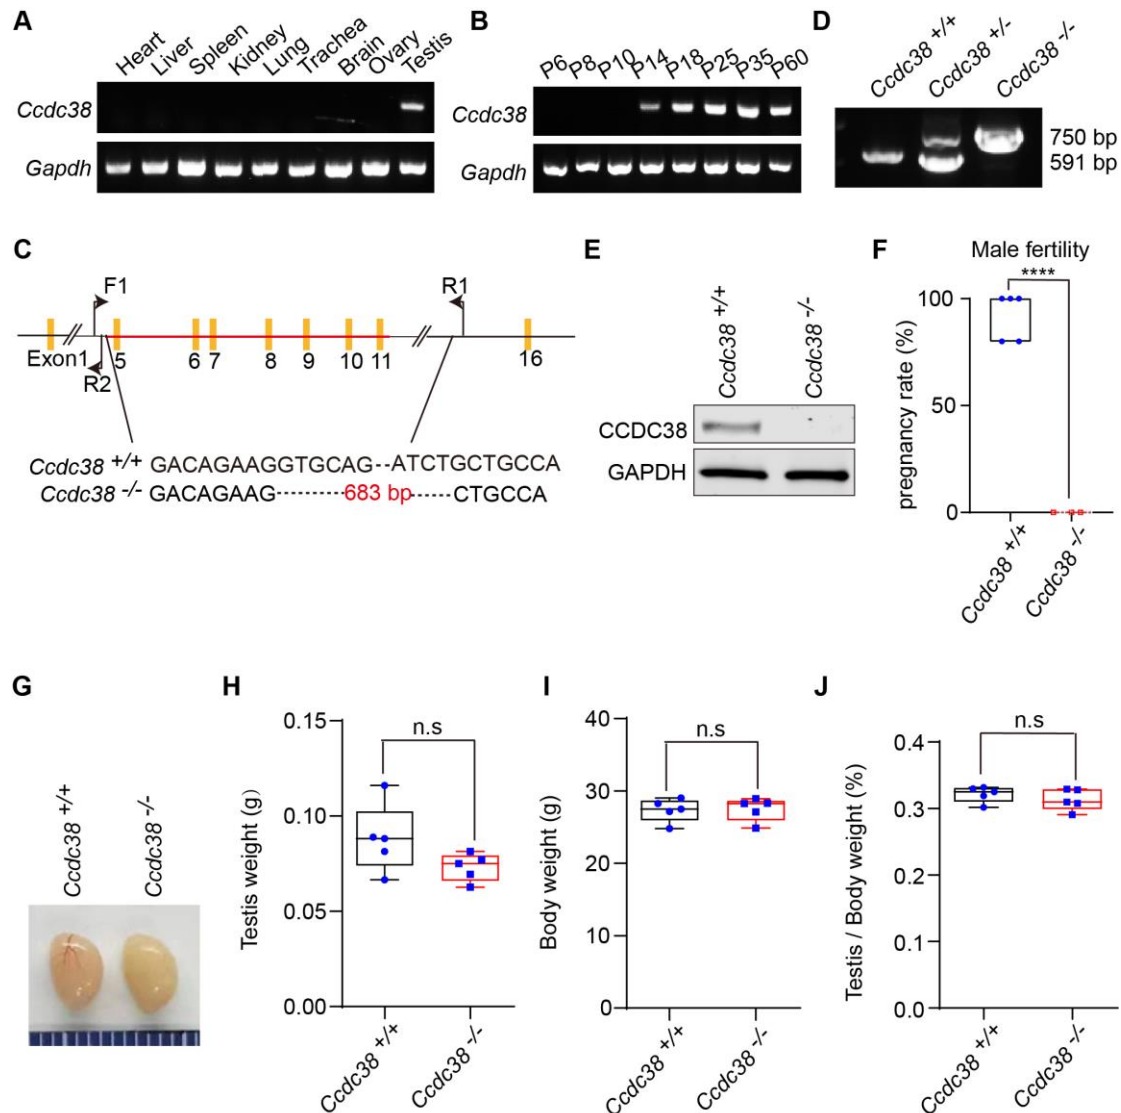 A
Heart Liver Spleen Kidney Lung Trachea Brain Ovary Testis
Ccdc38
Gapdh
B
P6 P8 P10 P14 P18 P25 P35 P60
Ccdc38
Gapdh
D
Ccdc38 +/+ Ccdc38 +/- Ccdc38 -/-
750 bp
591 bp
C
F1 R1
Exon1 5 6 7 8 9 10 11 16
R2
Ccdc38 +/+ GACAGAAGGTGCAG--ATCTGCTGCCA
Ccdc38 -/- GACAGAAG--------683 bp------CTGCCA
E
Ccdc38 +/+ Ccdc38 -/-
CCDC38
GAPDH
F
Male fertility
****
pregnancy rate (%)
100
50
0
Ccdc38 +/+ Ccdc38 -/-
G
Ccdc38 +/+ Ccdc38 -/-
H
n.s
Testis weight (g)
0.15
0.10
0.05
0.00
Ccdc38 +/+ Ccdc38 -/-
I
n.s
Body weight (g)
40
30
20
10
0
Ccdc38 +/+ Ccdc38 -/-
J
n.s
Testis / Body weight (%)
0.4
0.3
0.2
0.1
0.0
Ccdc38 +/+ Ccdc38 -/-